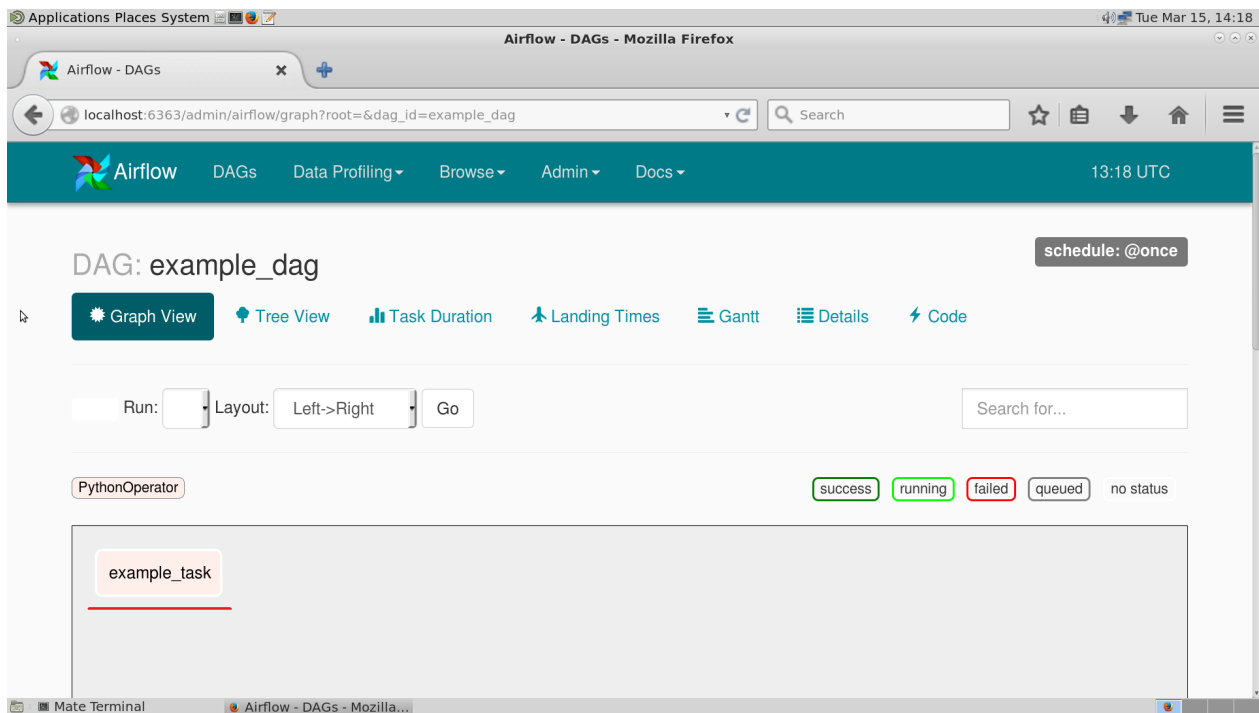 Applications Places System Tue Mar 15, 14:18
Airflow - DAGs - Mozilla Firefox
Airflow - DAGs
localhost:6363/admin/airflow/graph?root=&dag_id=example_dag Search
Airflow DAGs Data Profiling Browse Admin Docs 13:18 UTC
schedule: @once
DAG: example_dag
Graph View Tree View Task Duration Landing Times Gantt Details Code
Run: Layout: Left->Right Go Search for...
PythonOperator success running failed queued no status
example_task
Mate Terminal Airflow - DAGs - Mozilla...